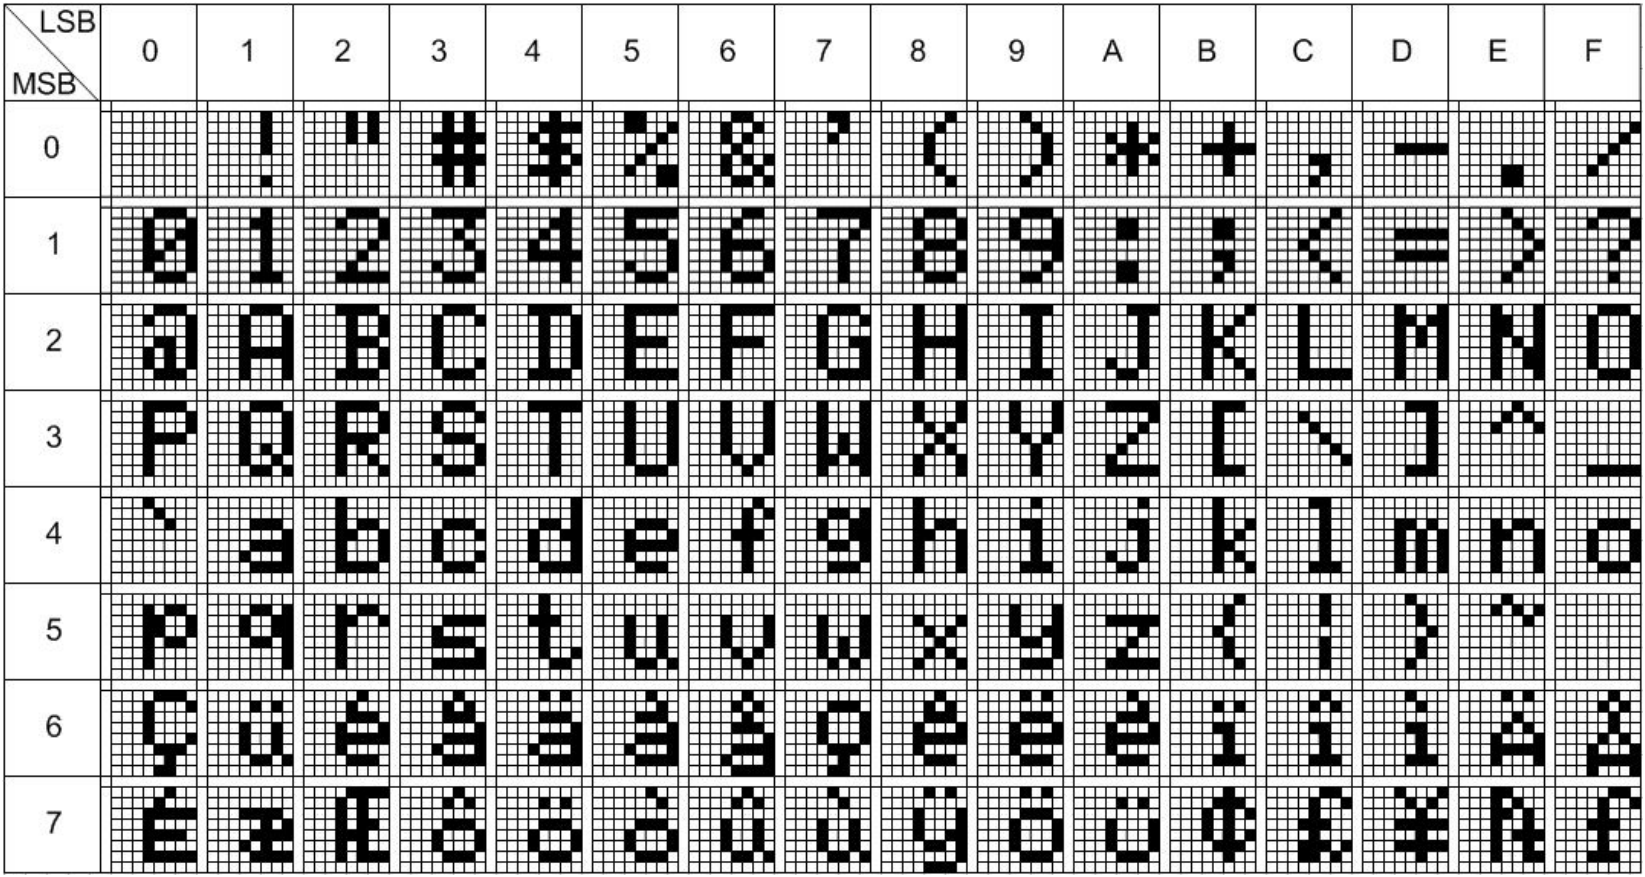 LSB
MSB 0 1 2 3 4 5 6 7 8 9 A B C D E F
0 ! " # $ % & ' ( ) * + , - . /
1 0 1 2 3 4 5 6 7 8 9 : ; < = > ?
2 @ A B C D E F G H I J K L M N O
3 P Q R S T U V W X Y Z [ \ ] ^ _
4 ` a b c d e f g h i j k l m n o
5 p q r s t u v w x y z { | } ~
6 Ç ü é â ä à å ç ê ë è ï î ì Ä Å
7 É æ Æ ô ö ò û ù ÿ Ö Ü ¢ £ ¥ ₧ ƒ